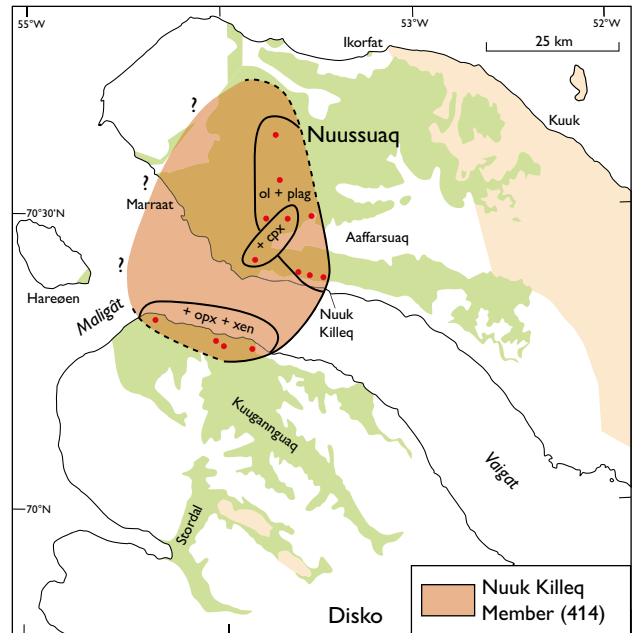 55°W
53°W
52°W
Ikorfat
25 km
?
Nuussuaq
Kuuk
?
ol + plag
Marraat
70°30'N
+ cpx
Aaffarsuaq
?
Hareøen
Maligât
+ opx + xen
Nuuk
Killeq
Kuugannguaq
Vaigat
70°N
Stordal
Disko
Nuuk Killeq
Member (414)